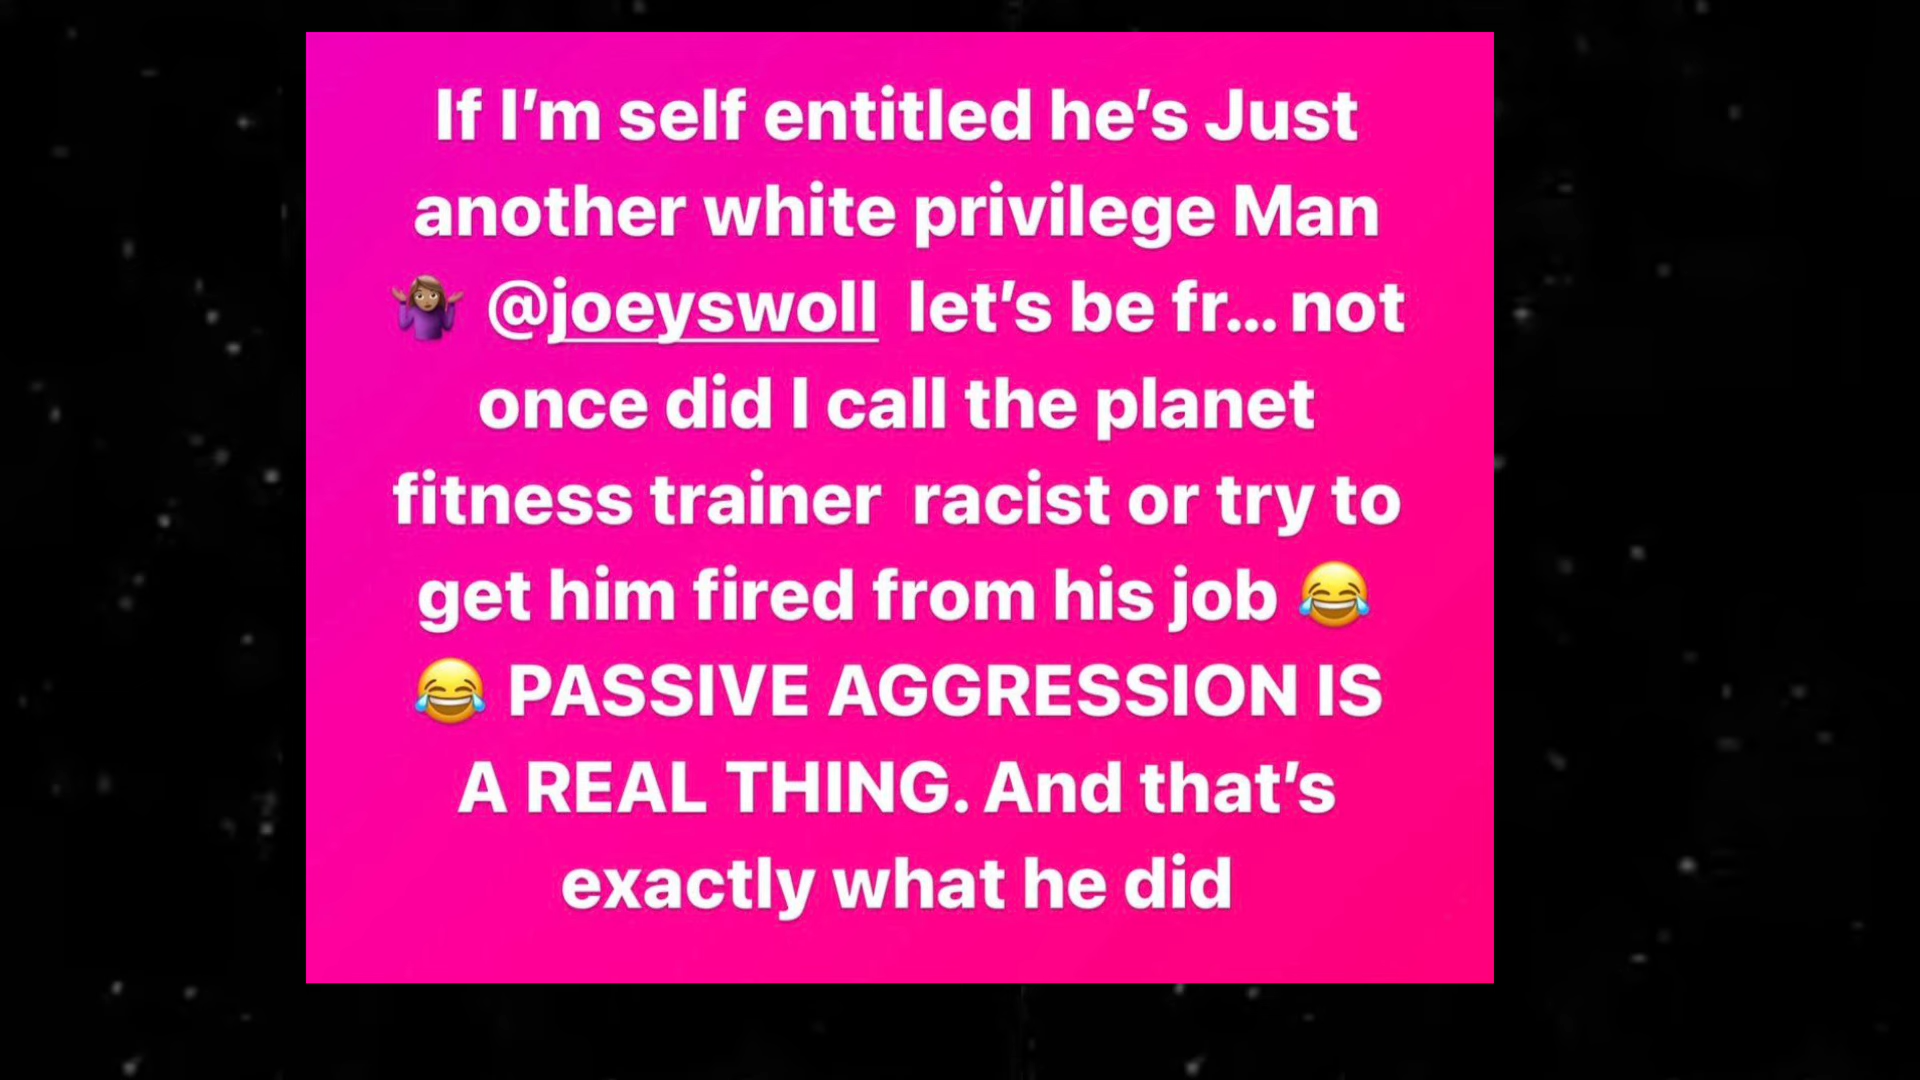 If I’m self entitled he’s Just
another white privilege Man
🤷🏽‍♀️ @joeyswoll let’s be fr... not
once did I call the planet
fitness trainer racist or try to
get him fired from his job 😂
😂 PASSIVE AGGRESSION IS
A REAL THING. And that’s
exactly what he did